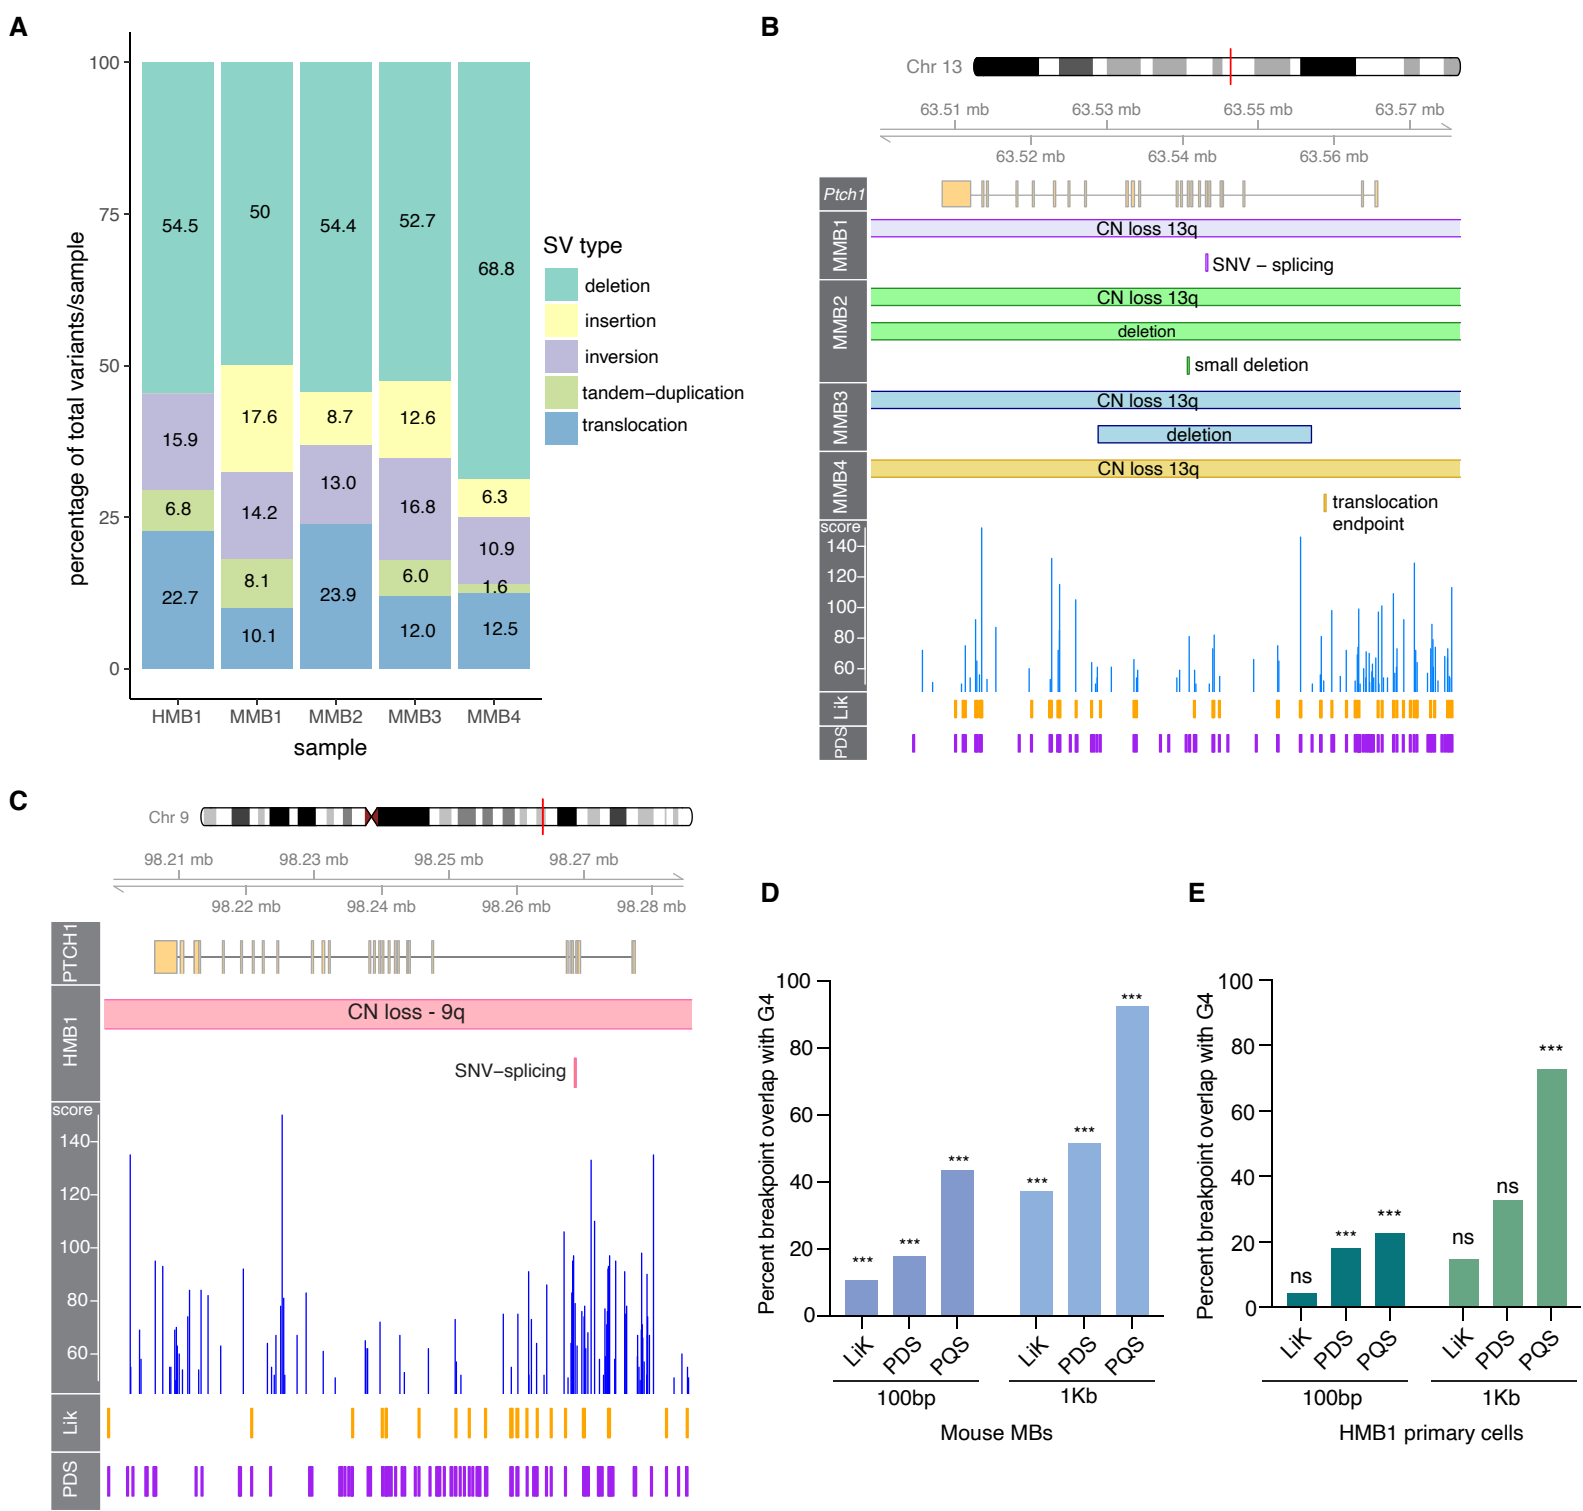 A
percentage of total variants/sample
100
75
50
25
0
54.5
15.9
6.8
22.7
50
17.6
14.2
8.1
10.1
54.4
8.7
13.0
23.9
52.7
12.6
16.8
6.0
12.0
68.8
6.3
10.9
1.6
12.5
HMB1 MMB1 MMB2 MMB3 MMB4
sample
SV type
deletion
insertion
inversion
tandem−duplication
translocation
B
Chr 13
63.51 mb 63.53 mb 63.55 mb 63.57 mb
63.52 mb 63.54 mb 63.56 mb
Ptch1
MMB1
CN loss 13q
SNV − splicing
MMB2
CN loss 13q
deletion
small deletion
MMB3
CN loss 13q
deletion
MMB4
CN loss 13q
translocation
endpoint
score
140
120
100
80
60
Lik
PDS
C
Chr 9
98.21 mb 98.23 mb 98.25 mb 98.27 mb
98.22 mb 98.24 mb 98.26 mb 98.28 mb
PTCH1
HMB1
CN loss - 9q
SNV−splicing
score
140
120
100
80
60
Lik
PDS
D
Percent breakpoint overlap with G4
100
80
60
40
20
0
*** *** *** *** *** ***
LiK PDS PQS LiK PDS PQS
100bp 1Kb
Mouse MBs
E
Percent breakpoint overlap with G4
100
80
60
40
20
0
ns *** *** ns ns ***
LiK PDS PQS LiK PDS PQS
100bp 1Kb
HMB1 primary cells